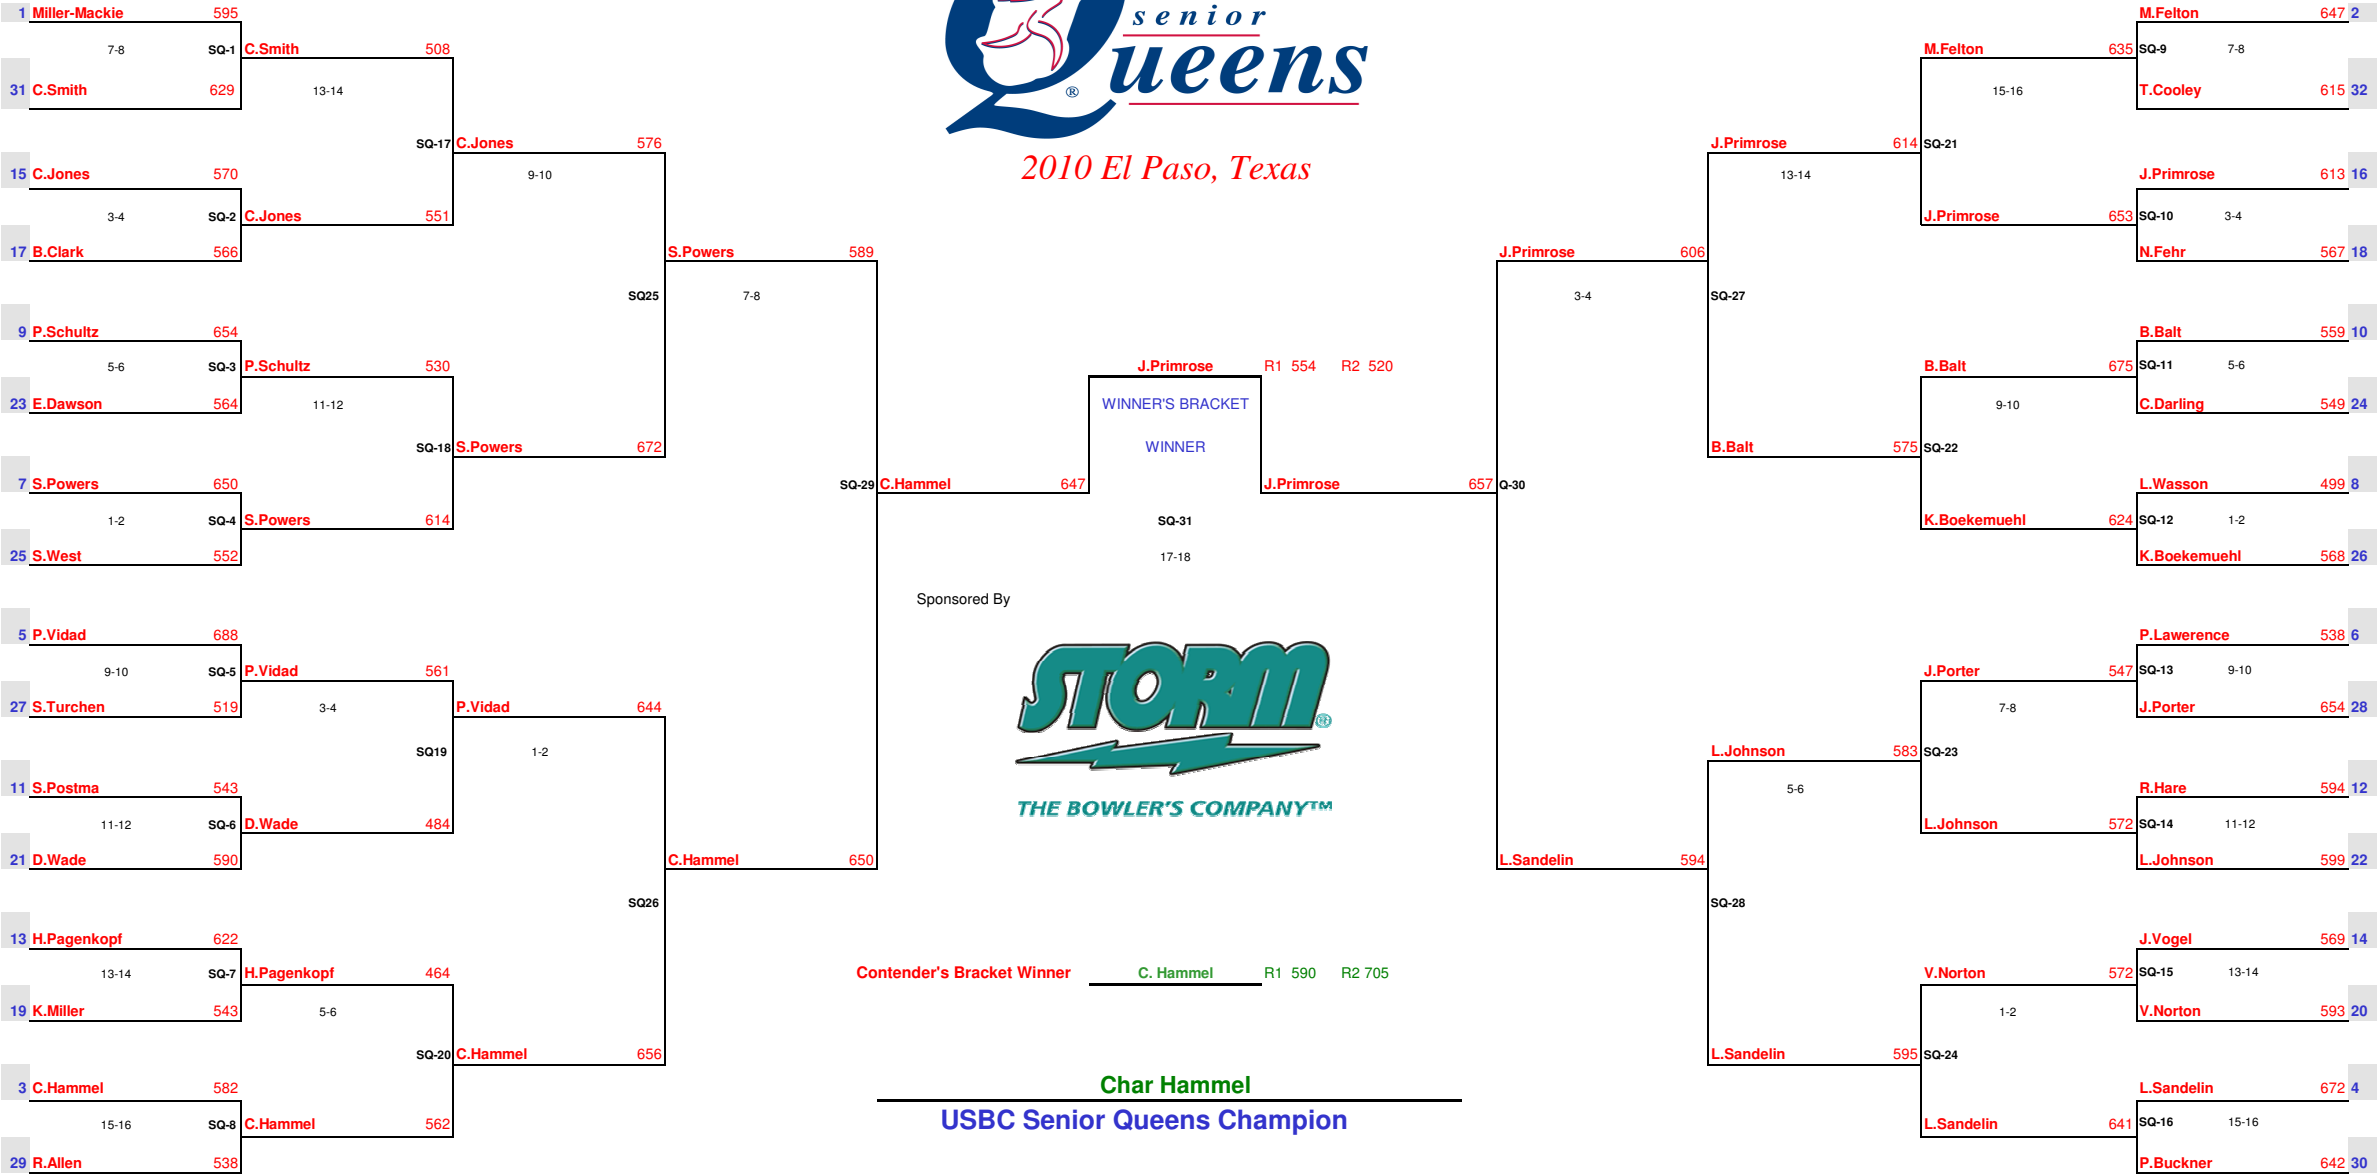 1 Miller-Mackie 595
senior
M.Felton 647 2
7-8 SQ-1 C.Smith 508
Queens
M.Felton 635 SQ-9 7-8
31 C.Smith 629 13-14
®
15-16 T.Cooley 615 32
SQ-17 C.Jones 576
J.Primrose 614 SQ-21
2010 El Paso, Texas
15 C.Jones 570 9-10
13-14 J.Primrose 613 16
3-4 SQ-2 C.Jones 551
J.Primrose 653 SQ-10 3-4
17 B.Clark 566 S.Powers 589
J.Primrose 606 N.Fehr 567 18
SQ25 7-8
3-4 SQ-27
9 P.Schultz 654
B.Balt 559 10
5-6 SQ-3 P.Schultz 530
J.Primrose R1 554 R2 520
B.Balt 675 SQ-11 5-6
23 E.Dawson 564 11-12
WINNER'S BRACKET
9-10 C.Darling 549 24
SQ-18 S.Powers 672
WINNER
B.Balt 575 SQ-22
7 S.Powers 650
SQ-29 C.Hammel 647
J.Primrose 657 Q-30
L.Wasson 499 8
1-2 SQ-4 S.Powers 614
SQ-31
K.Boekemuehl 624 SQ-12 1-2
25 S.West 552
17-18
K.Boekemuehl 568 26
Sponsored By
5 P.Vidad 688
P.Lawerence 538 6
9-10 SQ-5 P.Vidad 561
STORM®
J.Porter 547 SQ-13 9-10
27 S.Turchen 519 3-4 P.Vidad 644
7-8 J.Porter 654 28
SQ19 1-2
L.Johnson 583 SQ-23
11 S.Postma 543
5-6 R.Hare 594 12
THE BOWLER'S COMPANY™
11-12 SQ-6 D.Wade 484
L.Johnson 572 SQ-14 11-12
21 D.Wade 590 C.Hammel 650
L.Sandelin 594 L.Johnson 599 22
SQ26
SQ-28
13 H.Pagenkopf 622
J.Vogel 569 14
13-14 SQ-7 H.Pagenkopf 464
Contender's Bracket Winner C. Hammel R1 590 R2 705
V.Norton 572 SQ-15 13-14
19 K.Miller 543 5-6
1-2 V.Norton 593 20
SQ-20 C.Hammel 656
L.Sandelin 595 SQ-24
3 C.Hammel 582
Char Hammel
L.Sandelin 672 4
15-16 SQ-8 C.Hammel 562
USBC Senior Queens Champion
L.Sandelin 641 SQ-16 15-16
29 R.Allen 538
P.Buckner 642 30